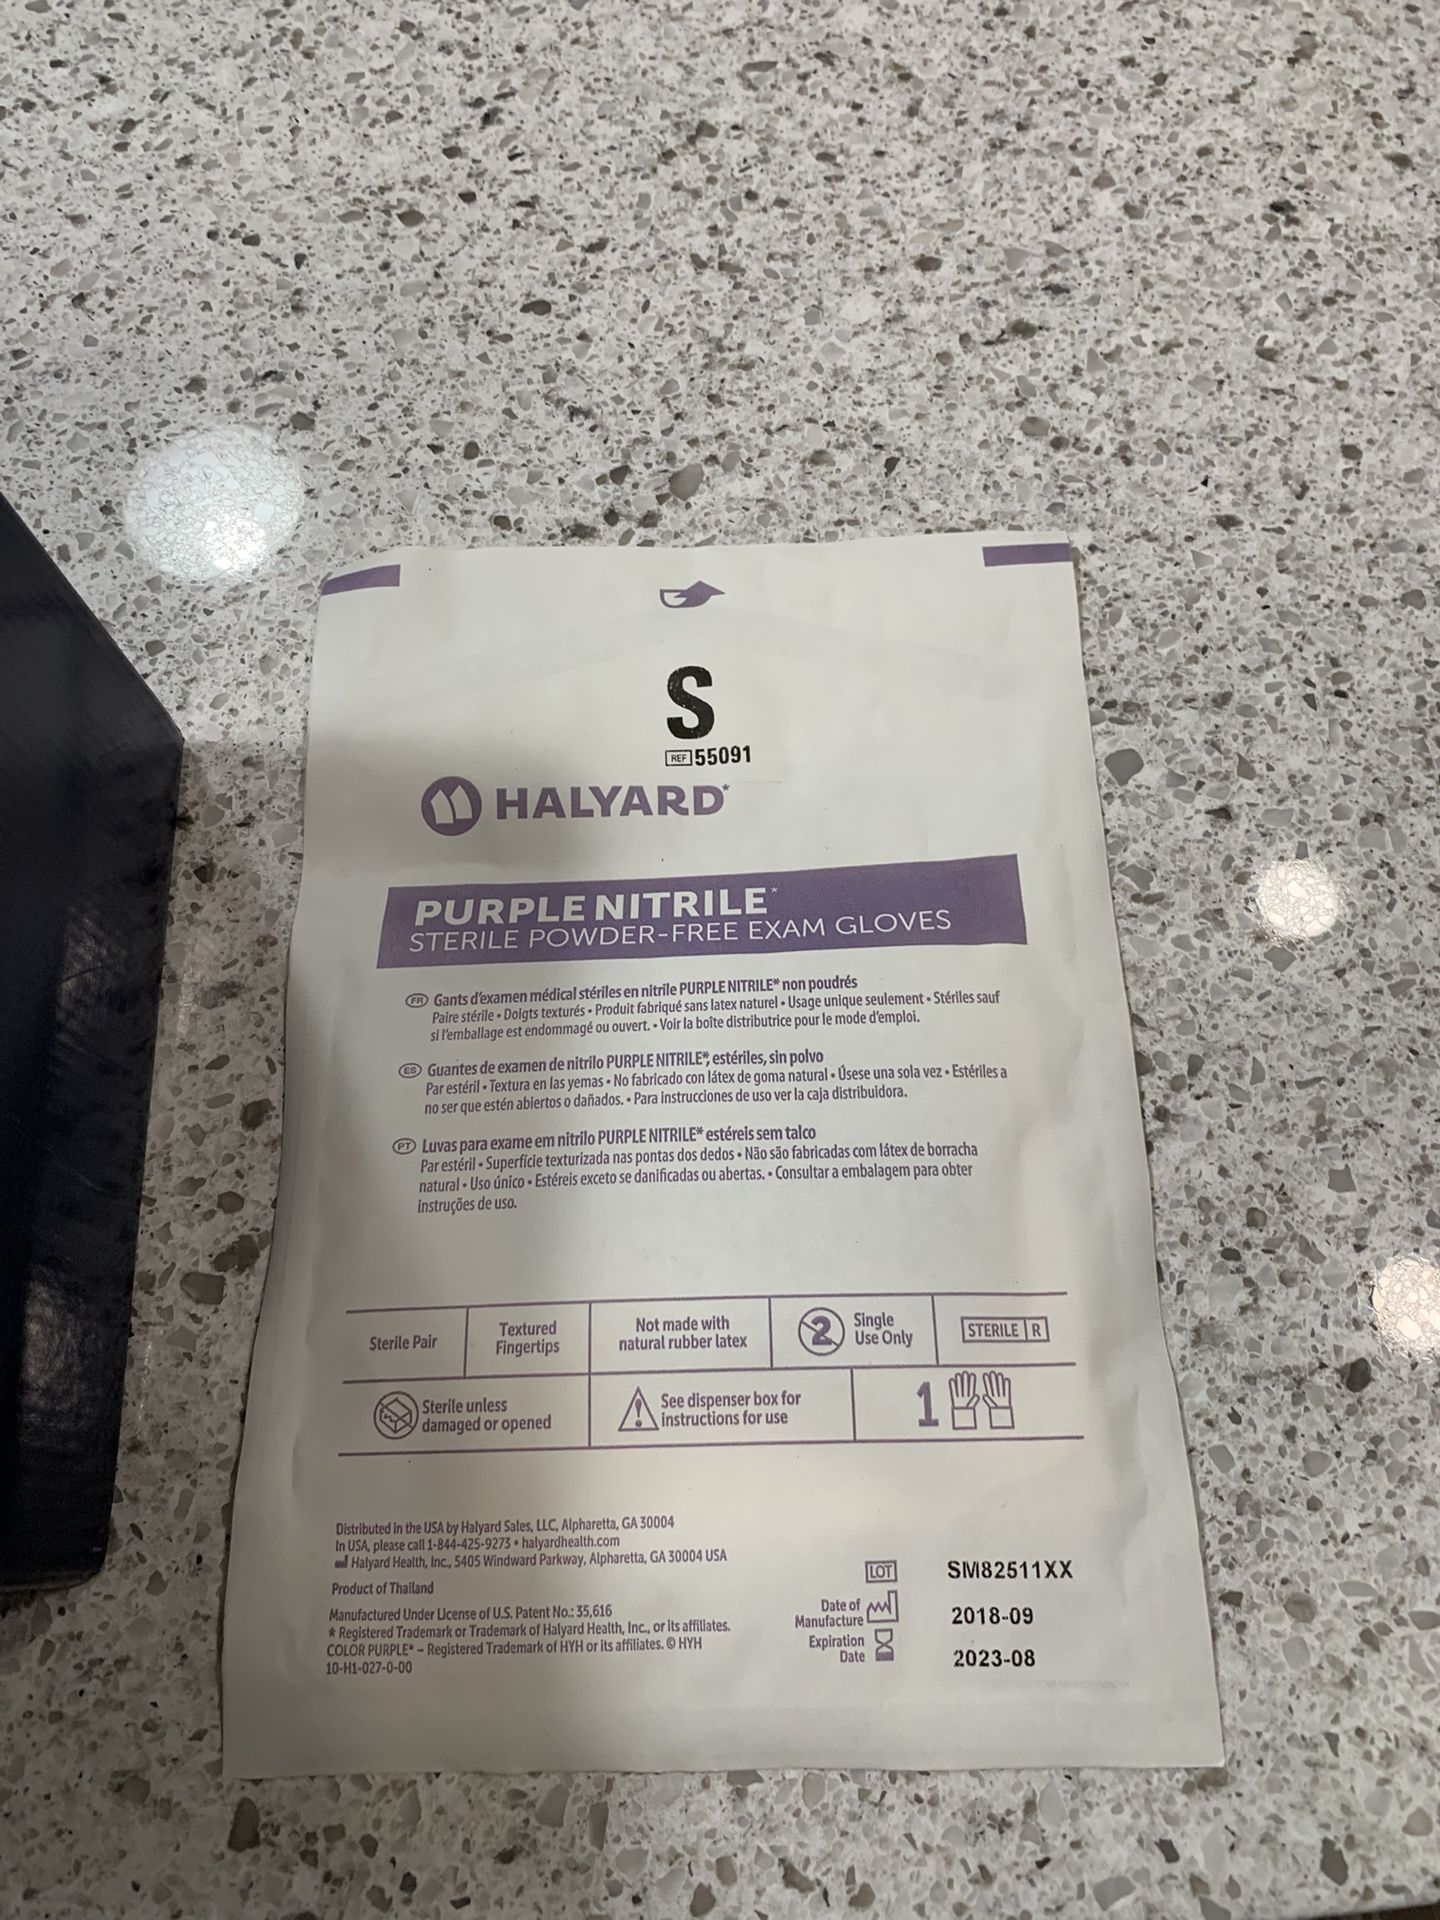 S
REF 55091
HALYARD*
PURPLE NITRILE*
STERILE POWDER-FREE EXAM GLOVES
FR Gants d'examen médical stériles en nitrile PURPLE NITRILE* non poudrés
Paire stérile • Doigts texturés • Produit fabriqué sans latex naturel • Usage unique seulement • Stériles sauf
si l'emballage est endommagé ou ouvert. • Voir la boîte distributrice pour le mode d'emploi.
ES Guantes de examen de nitrilo PURPLE NITRILE*, estériles, sin polvo
Par estéril • Textura en las yemas • No fabricado con látex de goma natural • Úsese una sola vez • Estériles a
no ser que estén abiertos o dañados. • Para instrucciones de uso ver la caja distribuidora.
PT Luvas para exame em nitrilo PURPLE NITRILE* estéreis sem talco
Par estéril • Superfície texturizada nas pontas dos dedos • Não são fabricadas com látex de borracha
natural • Uso único • Estéreis exceto se danificadas ou abertas. • Consultar a embalagem para obter
instruções de uso.
Sterile Pair
Textured
Fingertips
Not made with
natural rubber latex
2 Single
Use Only
STERILE R
Sterile unless
damaged or opened
See dispenser box for
instructions for use
1
Distributed in the USA by Halyard Sales, LLC, Alpharetta, GA 30004
In USA, please call 1-844-425-9273 • halyardhealth.com
Halyard Health, Inc., 5405 Windward Parkway, Alpharetta, GA 30004 USA
Product of Thailand
Manufactured Under License of U.S. Patent No.: 35,616
* Registered Trademark or Trademark of Halyard Health, Inc., or its affiliates.
COLOR PURPLE* – Registered Trademark of HYH or its affiliates. © HYH
10-H1-027-0-00
LOT SM82511XX
Date of
Manufacture 2018-09
Expiration
Date 2023-08